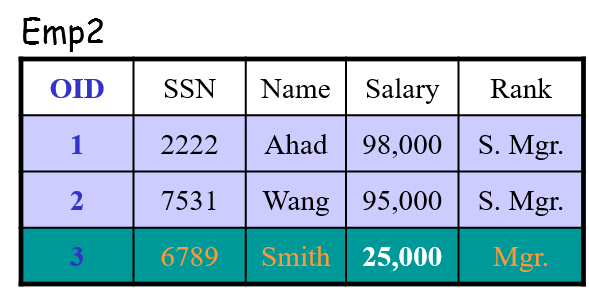 Emp2
OID SSN Name Salary Rank
1 2222 Ahad 98,000 S. Mgr.
2 7531 Wang 95,000 S. Mgr.
3 6789 Smith 25,000 Mgr.